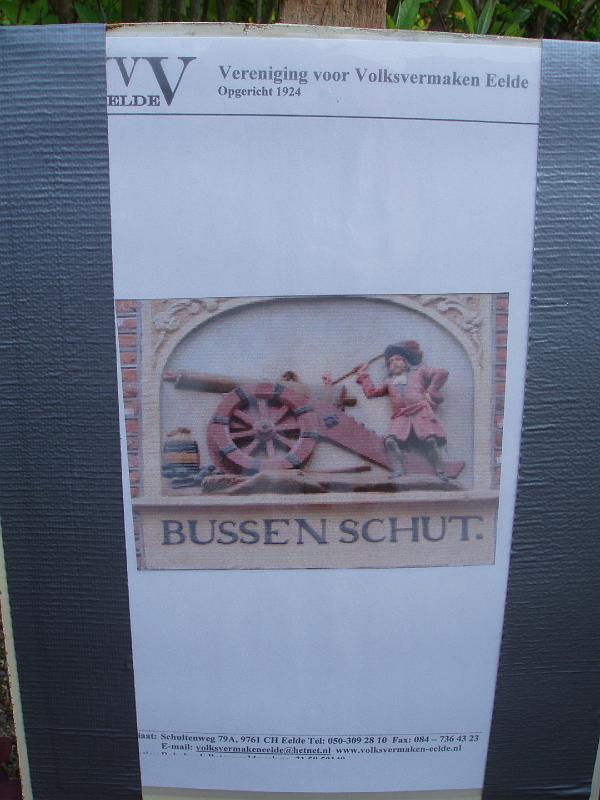 VV
EELDE
Vereniging voor Volksvermaken Eelde
Opgericht 1924
BUSSEN SCHUT.
iaat: Schultenweg 79A, 9761 CH Eelde Tel: 050-309 28 10 Fax: 084 – 736 43 23
E-mail: volksvermakeneelde@hetnet.nl www.volksvermaken-eelde.nl